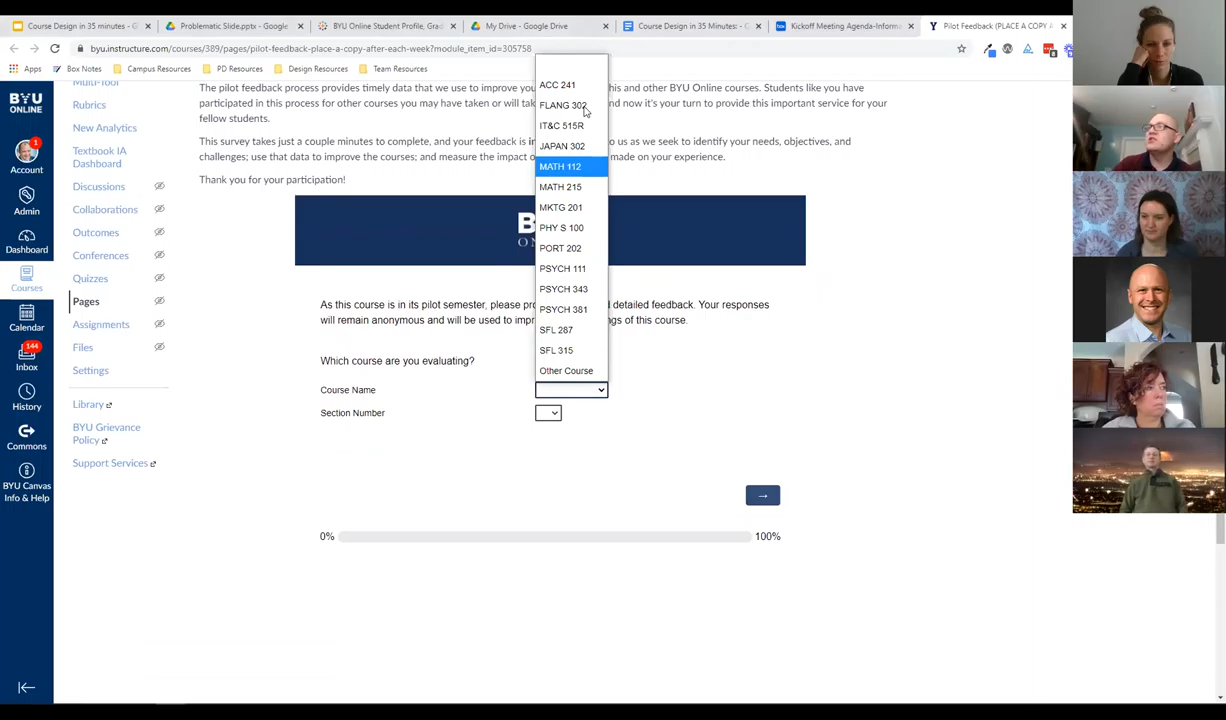 Course Design in 35 minutes - G
Problematic Slide.pptx - Google
BYU Online Student Profile, Grad
My Drive - Google Drive
Course Design in 35 Minutes: -
Kickoff Meeting Agenda-Informa
Pilot Feedback (PLACE A COPY A
byu.instructure.com/courses/389/pages/pilot-feedback-place-a-copy-after-each-week?module_item_id=305758
Apps
Box Notes
Campus Resources
PD Resources
Design Resources
Team Resources
BYU
ONLINE
1
Account
Admin
Dashboard
Courses
Calendar
144
Inbox
History
Commons
BYU Canvas
Info & Help
Multi-Tool
Rubrics
New Analytics
Textbook IA
Dashboard
Discussions
Collaborations
Outcomes
Conferences
Quizzes
Pages
Assignments
Files
Settings
Library
BYU Grievance
Policy
Support Services
The pilot feedback process provides timely data that we use to improve you his and other BYU Online courses. Students like you have
participated in this process for other courses you may have taken or will tak nd now it's your turn to provide this important service for your
fellow students.
This survey takes just a couple minutes to complete, and your feedback is in to us as we seek to identify your needs, objectives, and
challenges; use that data to improve the courses; and measure the impact o made on your experience.
Thank you for your participation!
B
ON
As this course is in its pilot semester, please pro d detailed feedback. Your responses
will remain anonymous and will be used to impr ngs of this course.
Which course are you evaluating?
Course Name
Section Number
ACC 241
FLANG 302
IT&C 515R
JAPAN 302
MATH 112
MATH 215
MKTG 201
PHY S 100
PORT 202
PSYCH 111
PSYCH 343
PSYCH 381
SFL 287
SFL 315
Other Course
→
0%
100%